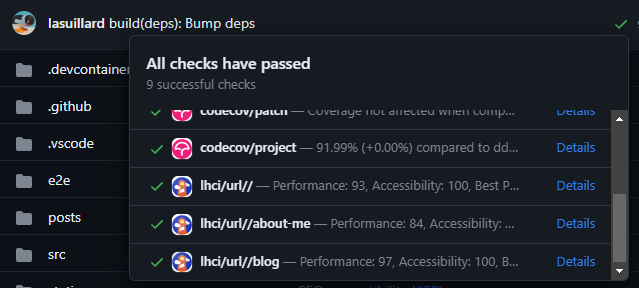 lasuillard build(deps): Bump deps
All checks have passed
9 successful checks
.devcontainer
.github
.vscode
e2e
posts
src
codecov/patch — Coverage not affected when comp... Details
codecov/project — 91.99% (+0.00%) compared to dd... Details
lhci/url// — Performance: 93, Accessibility: 100, Best P... Details
lhci/url//about-me — Performance: 84, Accessibility: ... Details
lhci/url//blog — Performance: 97, Accessibility: 100, B... Details